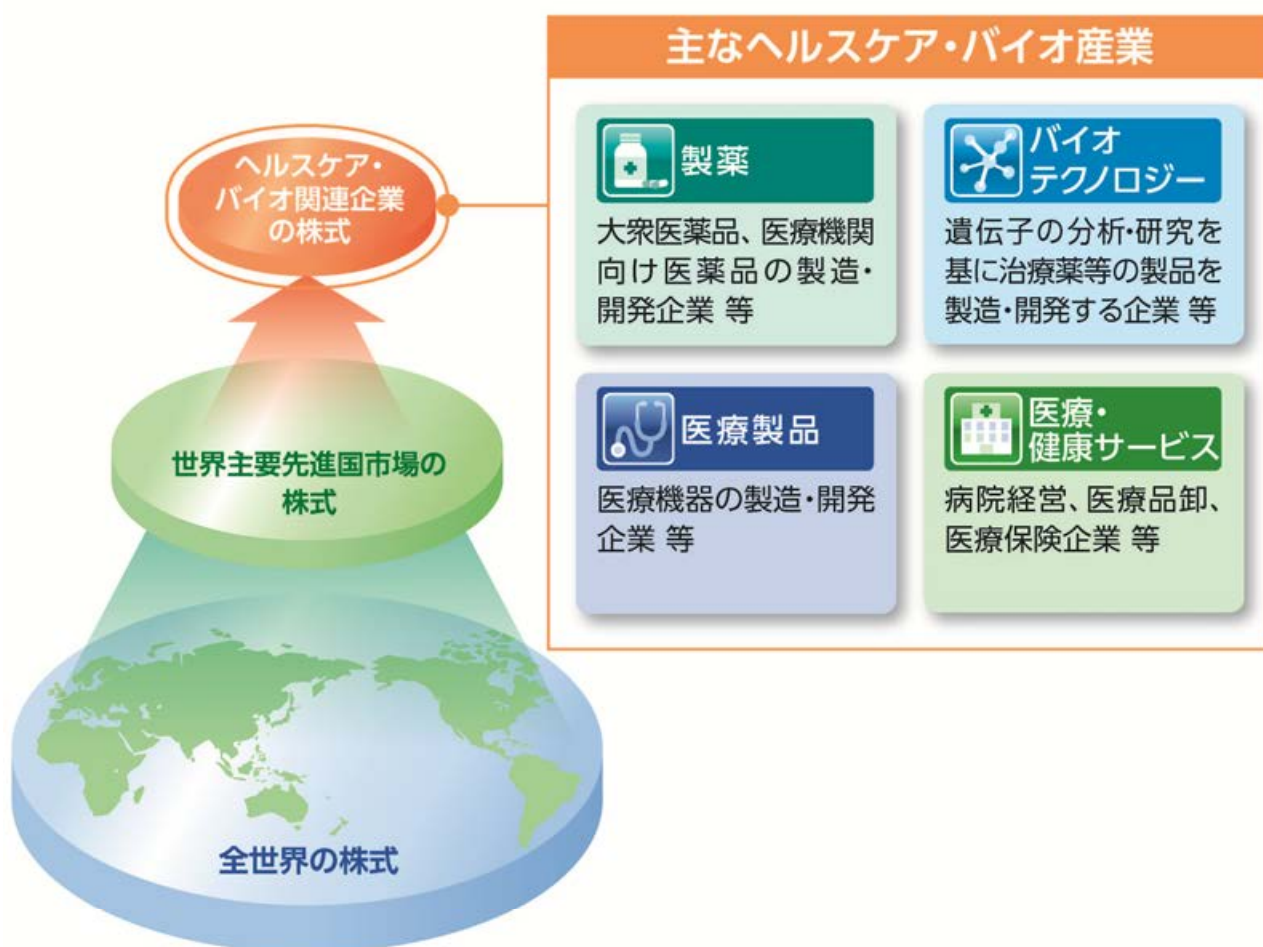 主なヘルスケア・バイオ産業
ヘルスケア・
バイオ関連企業
の株式
製薬
大衆医薬品、医療機関
向け医薬品の製造・
開発企業 等
バイオ
テクノロジー
遺伝子の分析・研究を
基に治療薬等の製品を
製造・開発する企業 等
医療製品
医療機器の製造・開発
企業 等
医療・
健康サービス
病院経営、医療品卸、
医療保険企業 等
世界主要先進国市場の
株式
全世界の株式